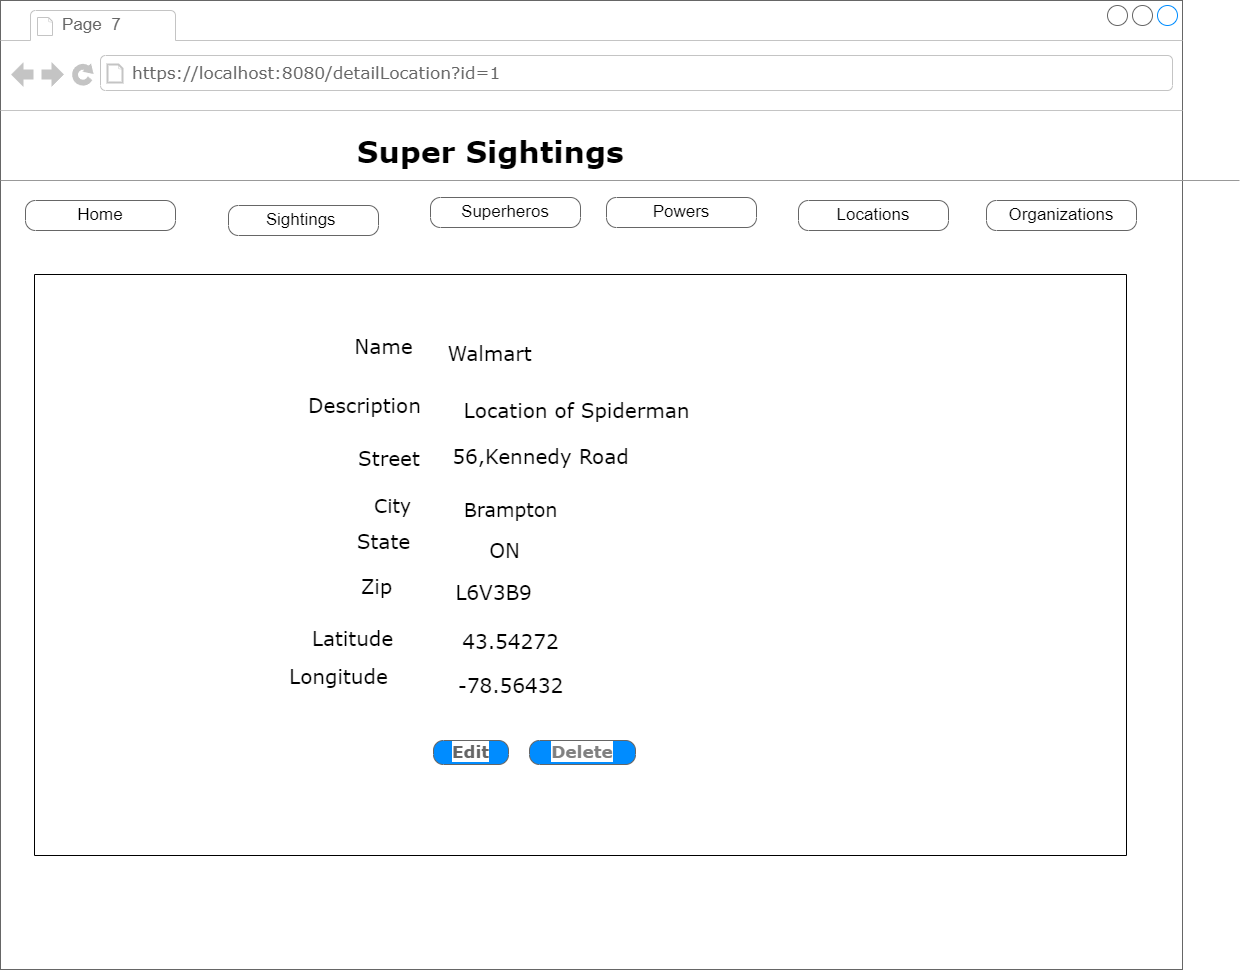 Page 7
https://localhost:8080/detailLocation?id=1
Super Sightings
Home Sightings Superheros Powers Locations Organizations
Name Walmart
Description Location of Spiderman
Street 56,Kennedy Road
City Brampton
State ON
Zip L6V3B9
Latitude 43.54272
Longitude -78.56432
Edit Delete